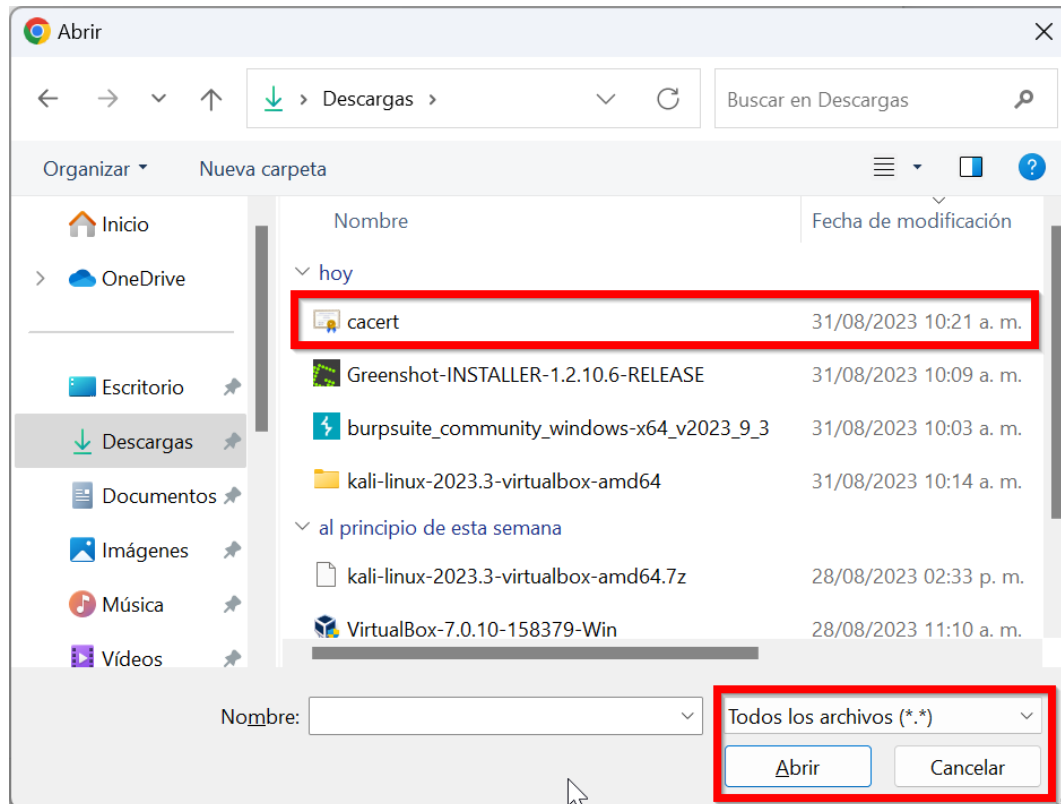 Abrir
Descargas
Buscar en Descargas
Organizar
Nueva carpeta
?
Inicio
OneDrive
Escritorio
Descargas
Documentos
Imágenes
Música
Vídeos
Nombre Fecha de modificación
hoy
cacert 31/08/2023 10:21 a. m.
Greenshot-INSTALLER-1.2.10.6-RELEASE 31/08/2023 10:09 a. m.
burpsuite_community_windows-x64_v2023_9_3 31/08/2023 10:03 a. m.
kali-linux-2023.3-virtualbox-amd64 31/08/2023 10:14 a. m.
al principio de esta semana
kali-linux-2023.3-virtualbox-amd64.7z 28/08/2023 02:33 p. m.
VirtualBox-7.0.10-158379-Win 28/08/2023 11:10 a. m.
Nombre:
Todos los archivos (*.*)
Abrir
Cancelar